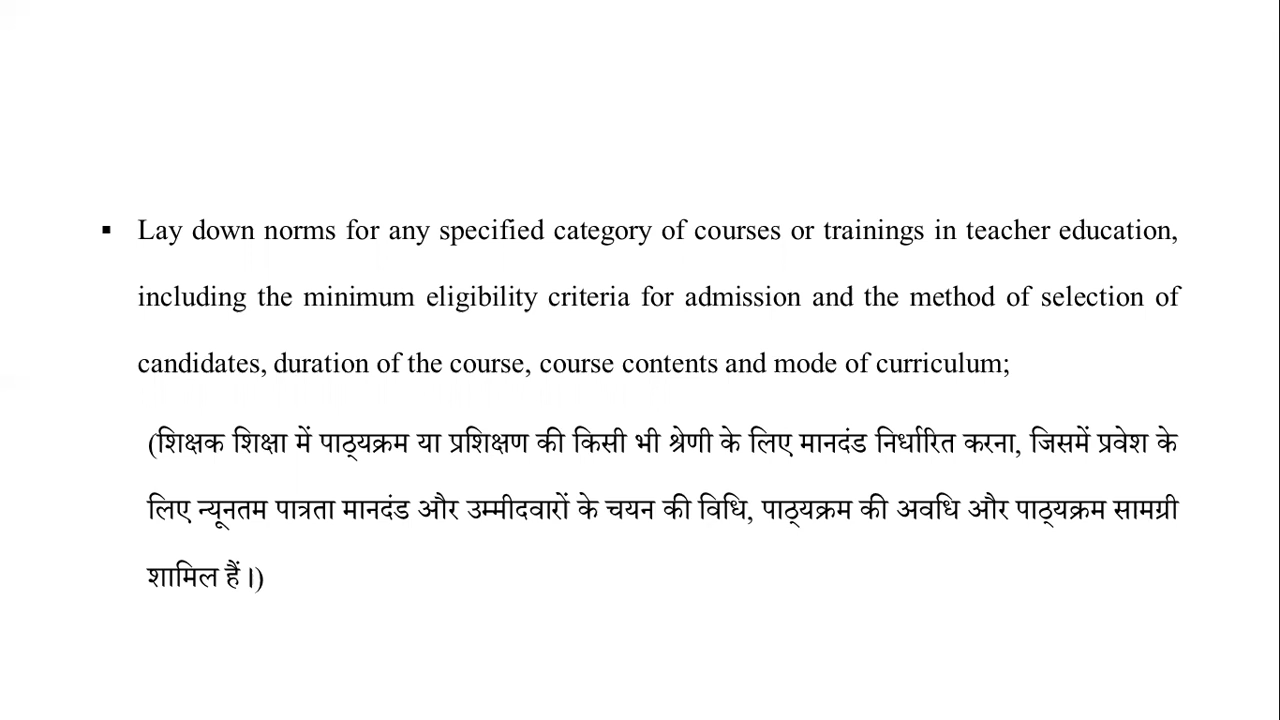 ▪ Lay down norms for any specified category of courses or trainings in teacher education,
including the minimum eligibility criteria for admission and the method of selection of
candidates, duration of the course, course contents and mode of curriculum;
(शिक्षक शिक्षा में पाठ्यक्रम या प्रशिक्षण की किसी भी श्रेणी के लिए मानदंड निर्धारित करना, जिसमें प्रवेश के
लिए न्यूनतम पात्रता मानदंड और उम्मीदवारों के चयन की विधि, पाठ्यक्रम की अवधि और पाठ्यक्रम सामग्री
शामिल हैं।)